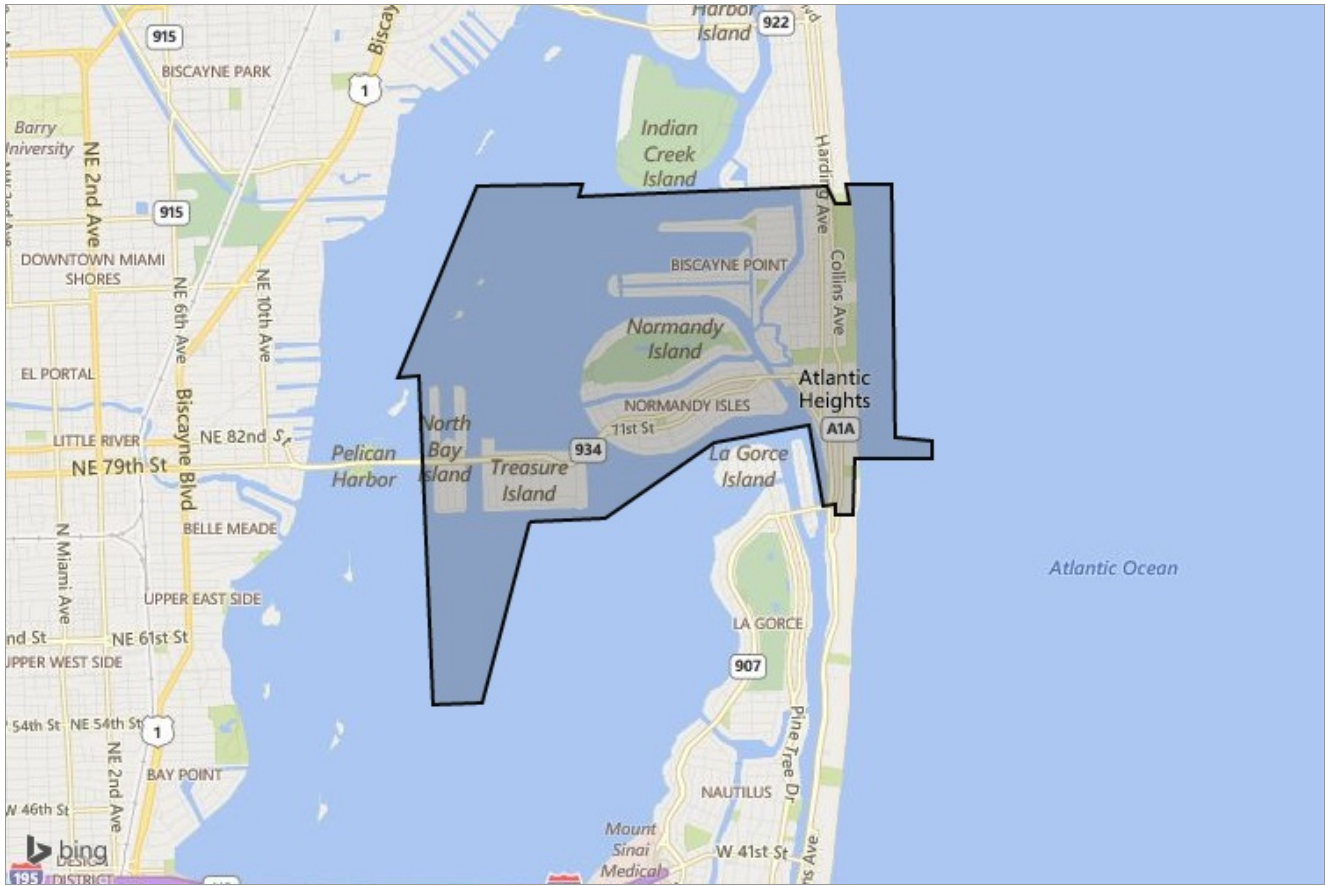 Harbor
Island
922
vd
915
Biscay
BISCAYNE PARK
1
Barry
University
Indian
Creek
Island
NE 2nd Ave
Harding Ave
915
DOWNTOWN MIAMI
SHORES
NE 6th Ave
NE 10th Ave
BISCAYNE POINT
Collins Ave
Normandy
Island
EL PORTAL
Atlantic
Heights
NORMANDY ISLES
71st St
A1A
Biscayne Blvd
LITTLE RIVER
NE 82nd St
NE 79th St
Pelican
Harbor
North
Bay
Island
934
Treasure
Island
La Gorce
Island
BELLE MEADE
N Miami Ave
Atlantic Ocean
UPPER EAST SIDE
nd St
NE 61st St
UPPER WEST SIDE
LA GORCE
907
54th St
NE 54th St
1
NE 2nd Ave
Pine Tree Dr
BAY POINT
NAUTILUS
W 46th St
Mount
Sinai
Medical
W 41st St
ns Ave
bing
DESIGN
DISTRICT
195